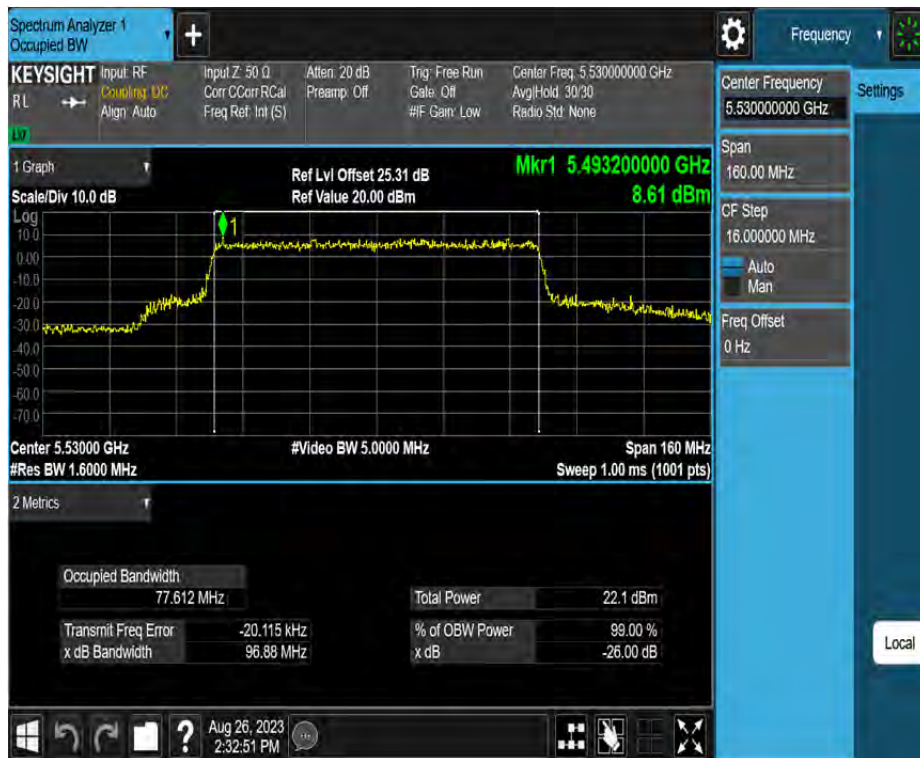 Spectrum Analyzer 1
Occupied BW
+
Frequency
KEYSIGHT
RL
Input: RF
Coupling: DC
Align: Auto
Input Z: 50 Ω
Corr CCorr RCal
Freq Ref: Int (S)
Atten: 20 dB
Preamp: Off
Trig: Free Run
Gate: Off
#IF Gain: Low
Center Freq: 5.530000000 GHz
Avg|Hold: 30/30
Radio Std: None
Center Frequency
5.530000000 GHz
Settings
Span
160.00 MHz
CF Step
16.000000 MHz
Auto
Man
Freq Offset
0 Hz
Local
1 Graph
Scale/Div 10.0 dB
Ref Lvl Offset 25.31 dB
Ref Value 20.00 dBm
Mkr1 5.493200000 GHz
8.61 dBm
Log
1
10.0
0.00
-10.0
-20.0
-30.0
-40.0
-50.0
-60.0
-70.0
Center 5.53000 GHz
#Video BW 5.0000 MHz
Span 160 MHz
#Res BW 1.6000 MHz
Sweep 1.00 ms (1001 pts)
2 Metrics
Occupied Bandwidth
77.612 MHz
Total Power 22.1 dBm
Transmit Freq Error -20.115 kHz
% of OBW Power 99.00 %
x dB Bandwidth 96.88 MHz
x dB -26.00 dB
?
Aug 26, 2023
2:32:51 PM